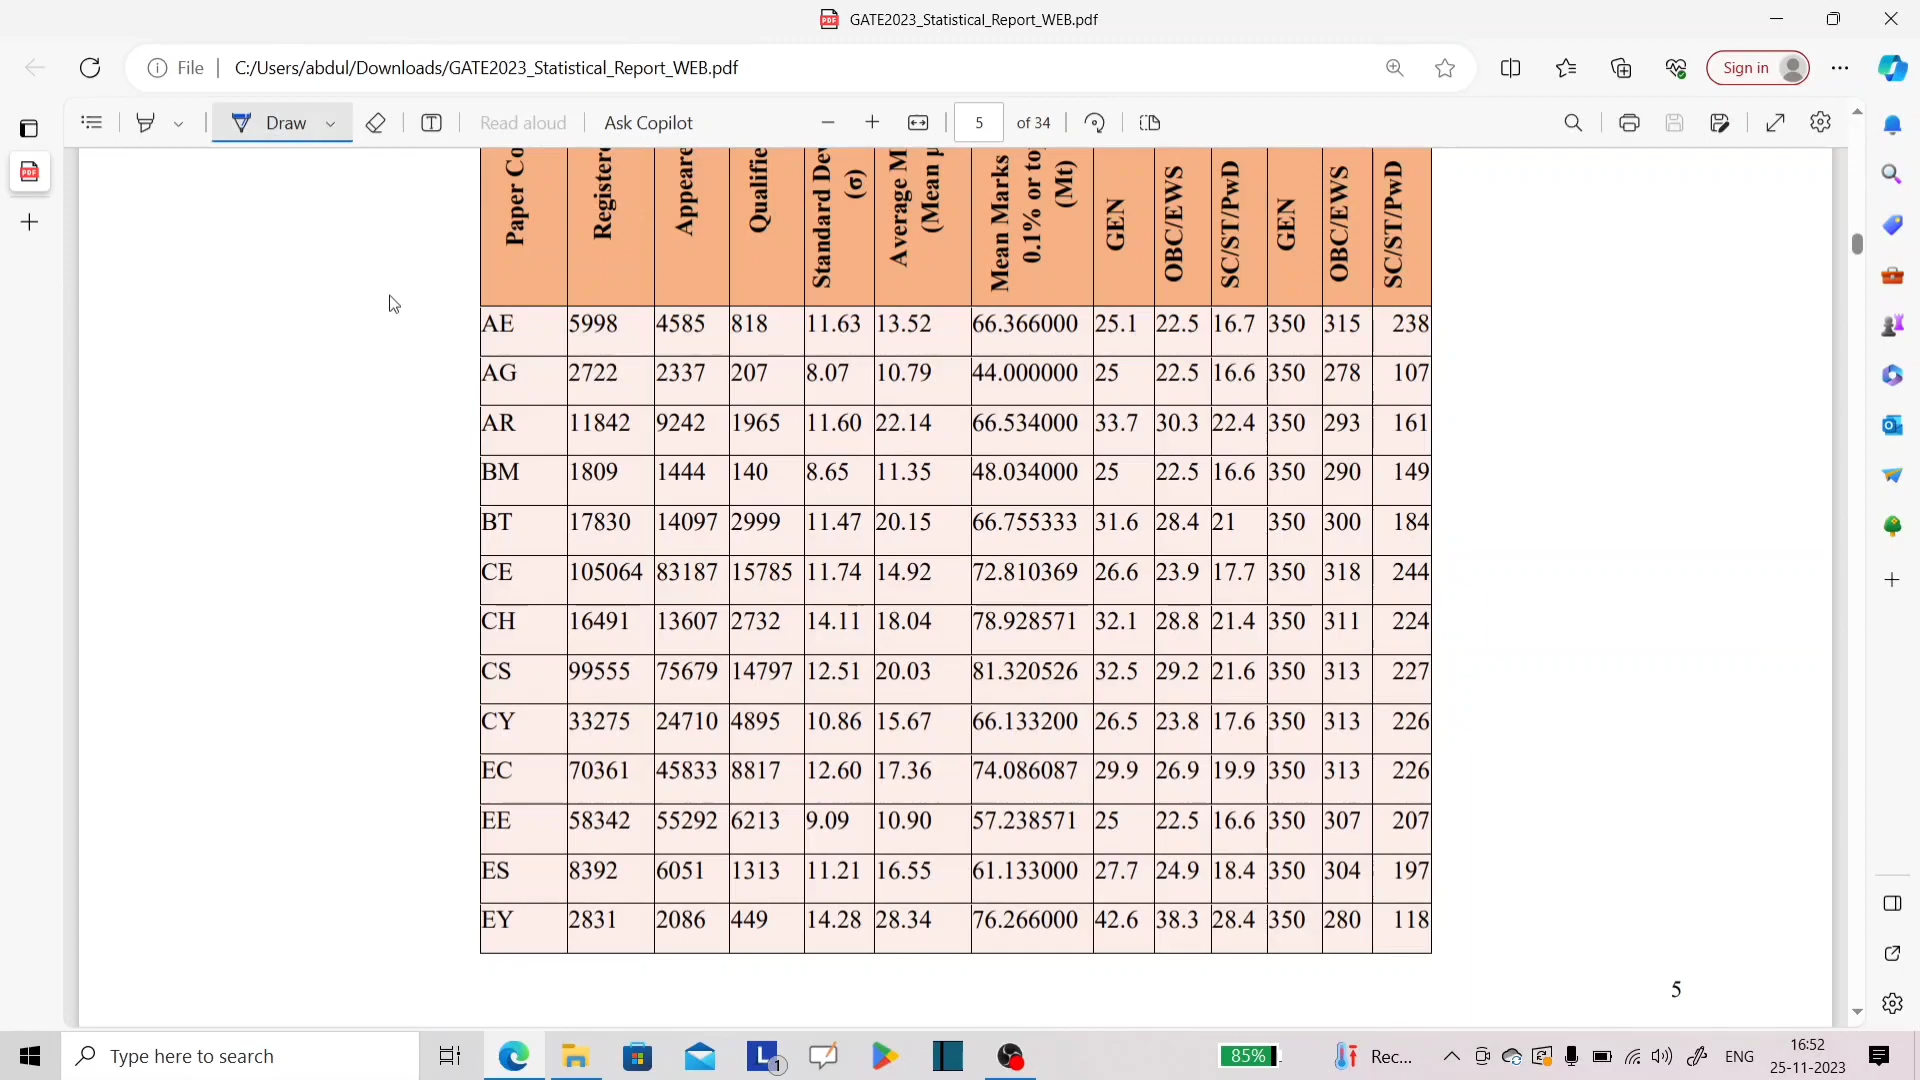 GATE2023_Statistical_Report_WEB.pdf
File C:/Users/abdul/Downloads/GATE2023_Statistical_Report_WEB.pdf Sign in
Draw Read aloud Ask Copilot 5 of 34
Paper Co
Registere
Appeare
Qualifie
Standard Dev
(σ)
Average M
(Mean μ
Mean Marks
0.1% or to
(Mt)
GEN
OBC/EWS
SC/ST/PwD
GEN
OBC/EWS
SC/ST/PwD
AE 5998 4585 818 11.63 13.52 66.366000 25.1 22.5 16.7 350 315 238
AG 2722 2337 207 8.07 10.79 44.000000 25 22.5 16.6 350 278 107
AR 11842 9242 1965 11.60 22.14 66.534000 33.7 30.3 22.4 350 293 161
BM 1809 1444 140 8.65 11.35 48.034000 25 22.5 16.6 350 290 149
BT 17830 14097 2999 11.47 20.15 66.755333 31.6 28.4 21 350 300 184
CE 105064 83187 15785 11.74 14.92 72.810369 26.6 23.9 17.7 350 318 244
CH 16491 13607 2732 14.11 18.04 78.928571 32.1 28.8 21.4 350 311 224
CS 99555 75679 14797 12.51 20.03 81.320526 32.5 29.2 21.6 350 313 227
CY 33275 24710 4895 10.86 15.67 66.133200 26.5 23.8 17.6 350 313 226
EC 70361 45833 8817 12.60 17.36 74.086087 29.9 26.9 19.9 350 313 226
EE 58342 55292 6213 9.09 10.90 57.238571 25 22.5 16.6 350 307 207
ES 8392 6051 1313 11.21 16.55 61.133000 27.7 24.9 18.4 350 304 197
EY 2831 2086 449 14.28 28.34 76.266000 42.6 38.3 28.4 350 280 118
5
Type here to search 85% Rec... ENG 16:52
25-11-2023